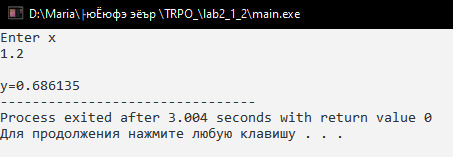 D:\Maria\├юЁюфэ эёър \TRPO_\lab2_1_2\main.exe
Enter x
1.2
y=0.686135
--------------------------------
Process exited after 3.004 seconds with return value 0
Для продолжения нажмите любую клавишу . . .